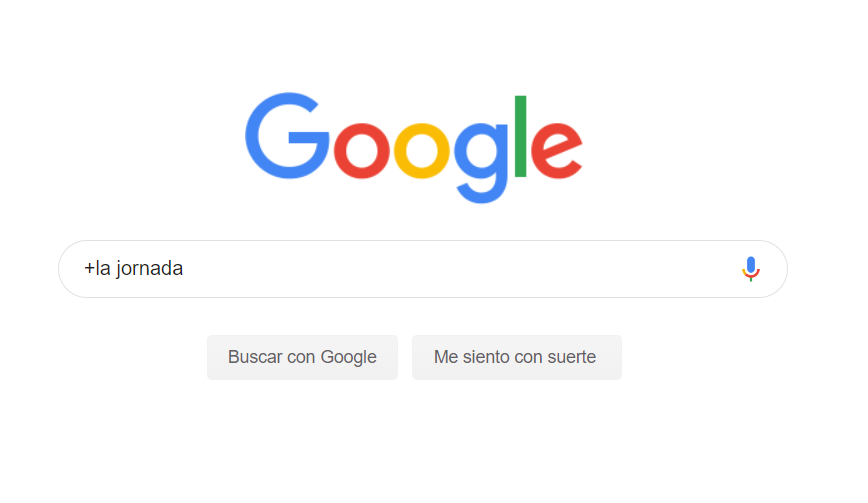 Google
+la jornada
Buscar con Google
Me siento con suerte